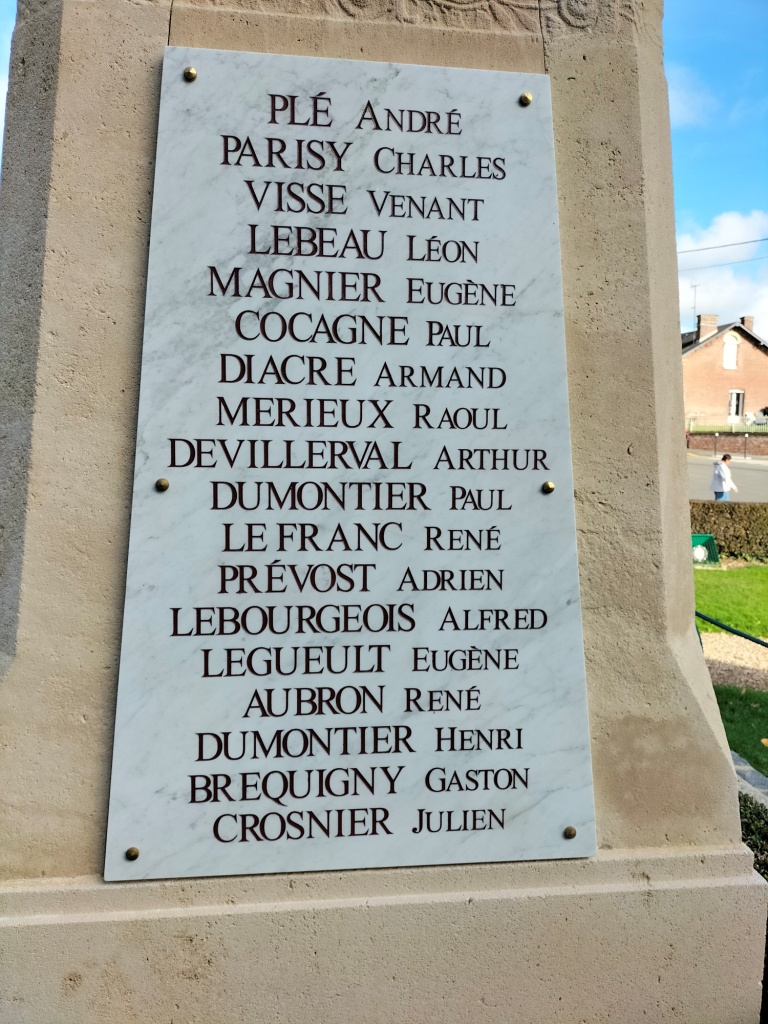 PLÉ ANDRÉ
PARISY CHARLES
VISSE VENANT
LEBEAU LÉON
MAGNIER EUGÈNE
COCAGNE PAUL
DIACRE ARMAND
MERIEUX RAOUL
DEVILLERVAL ARTHUR
DUMONTIER PAUL
LE FRANC RENÉ
PRÉVOST ADRIEN
LEBOURGEOIS ALFRED
LEGUEULT EUGÈNE
AUBRON RENÉ
DUMONTIER HENRI
BREQUIGNY GASTON
CROSNIER JULIEN